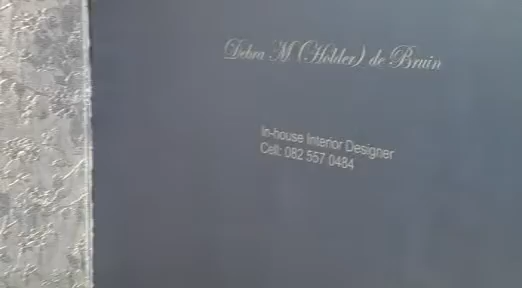 Debra M (Holder) de Bruin
In-house Interior Designer
Cell: 082 557 0484